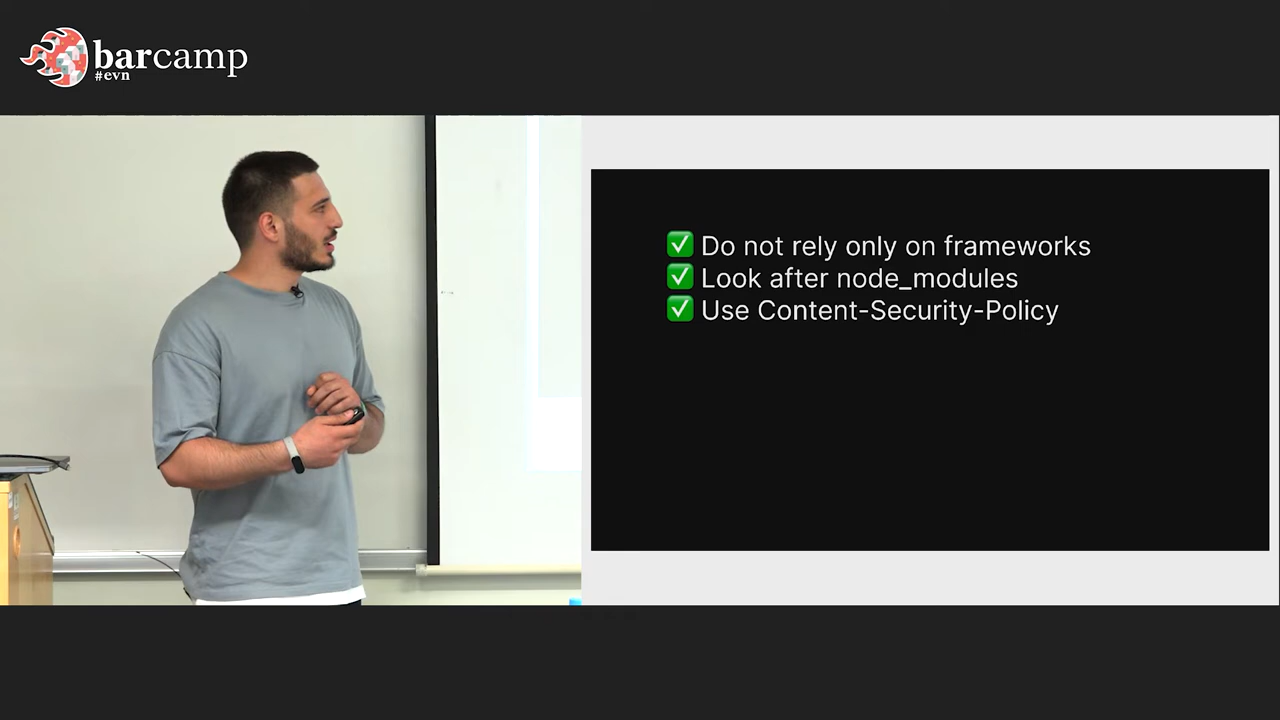 barcamp
#evn
✅ Do not rely only on frameworks
✅ Look after node_modules
✅ Use Content-Security-Policy